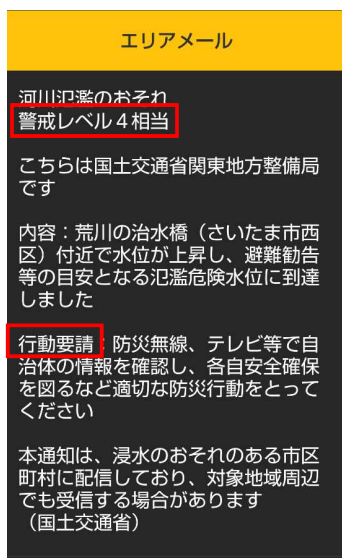 エリアメール
河川氾濫のおそれ
警戒レベル４相当
こちらは国土交通省関東地方整備局
です
内容：荒川の治水橋（さいたま市西
区）付近で水位が上昇し、避難勧告
等の目安となる氾濫危険水位に到達
しました
行動要請：防災無線、テレビ等で自
治体の情報を確認し、各自安全確保
を図るなど適切な防災行動をとって
ください
本通知は、浸水のおそれのある市区
町村に配信しており、対象地域周辺
でも受信する場合があります
（国土交通省）